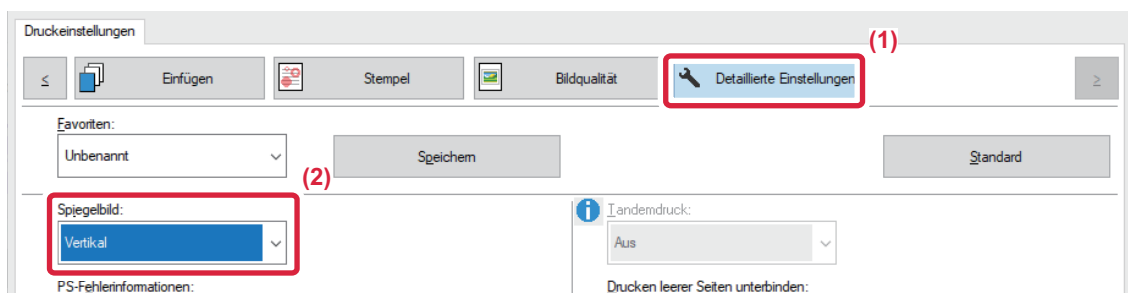 Druckeinstellungen
(1)
≤ Einfügen Stempel Bildqualität Detaillierte Einstellungen ≥
Favoriten:
Unbenannt Speichern Standard
(2)
Spiegelbild: Tandemdruck:
Vertikal Aus
PS-Fehlerinformationen: Drucken leerer Seiten unterbinden: